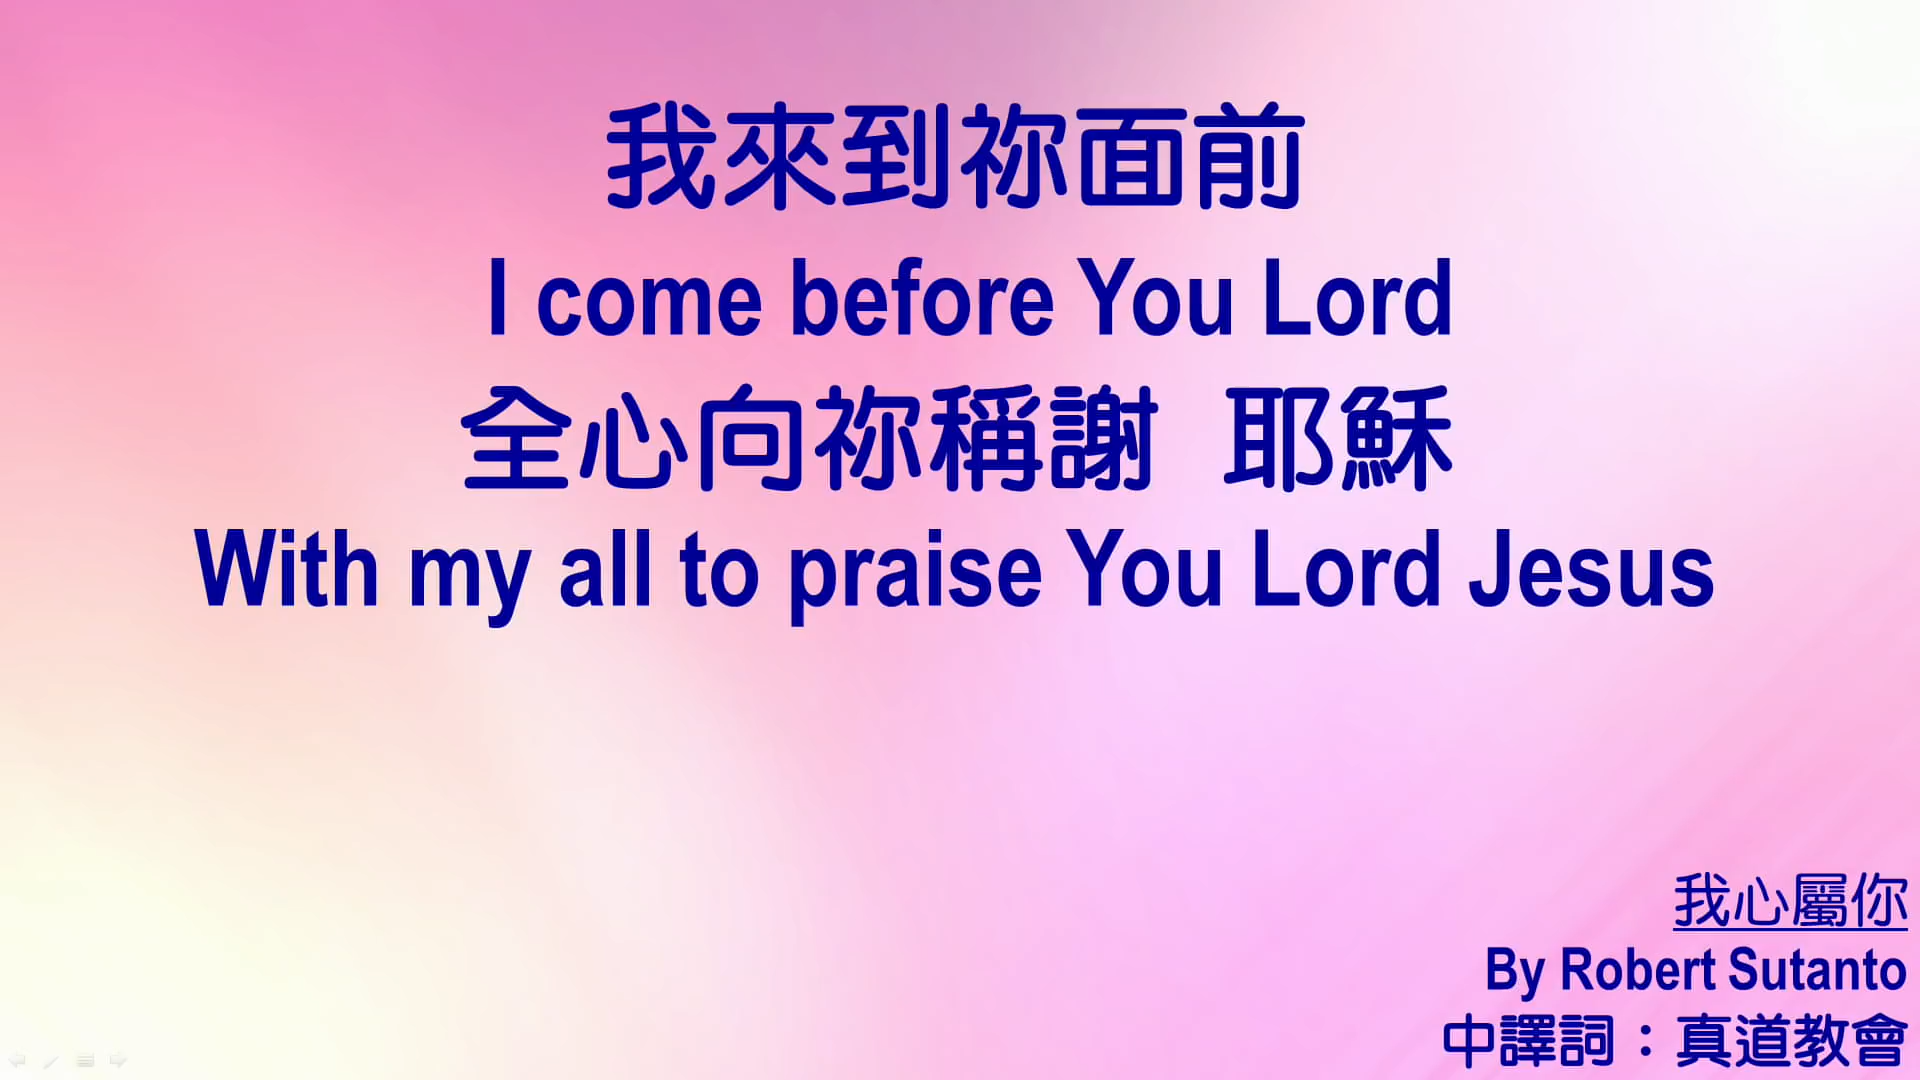 我來到祢面前
I come before You Lord
全心向祢稱謝 耶穌
With my all to praise You Lord Jesus
我心屬你
By Robert Sutanto
中譯詞：真道教會